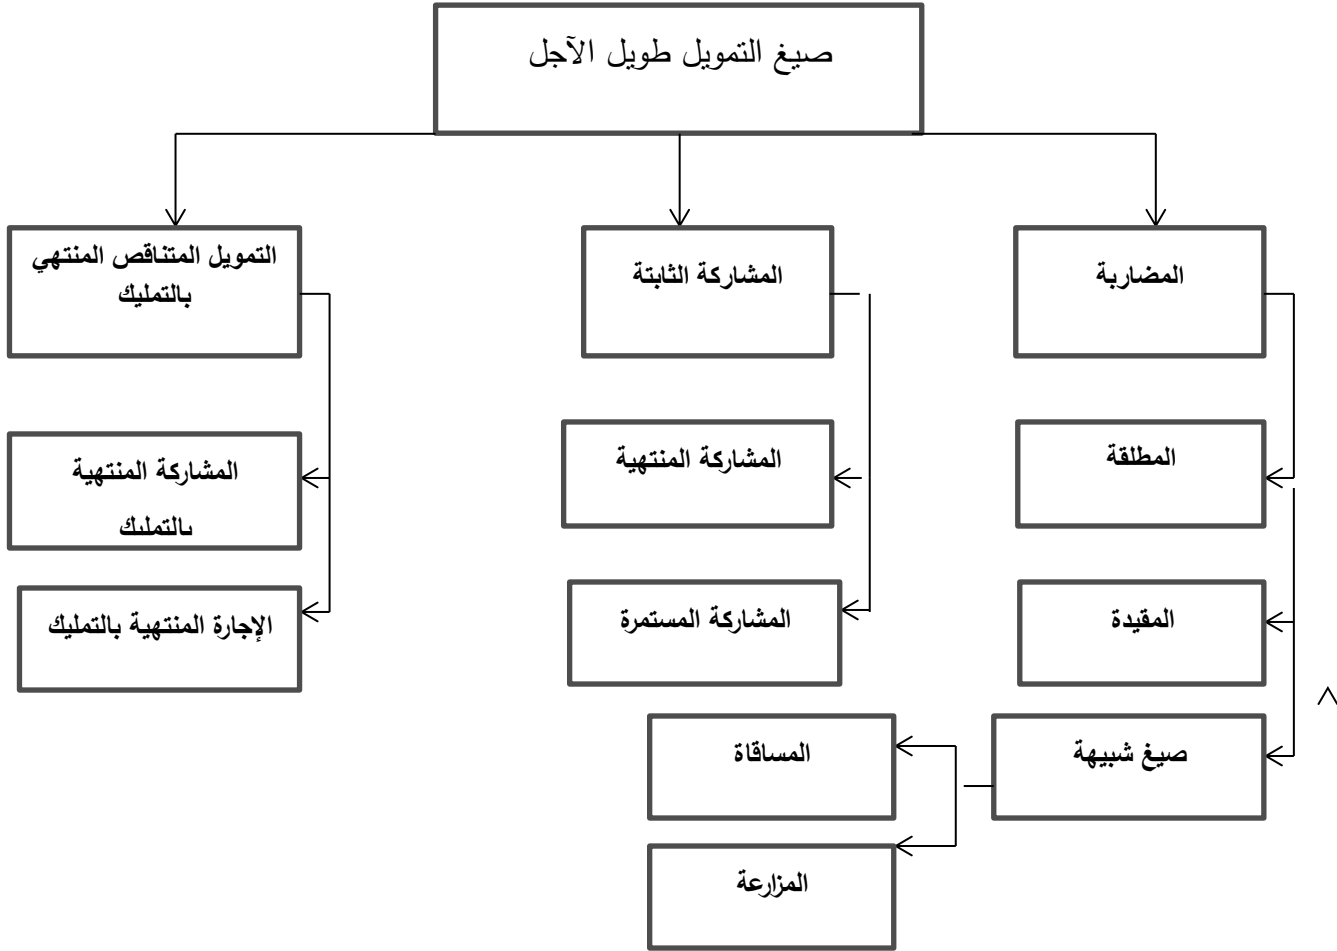 صيغ التمويل طويل الآجل
المضاربة
المشاركة الثابتة
التمويل المتناقص المنتهي
بالتمليك
المطلقة
المشاركة المنتهية
المشاركة المنتهية
بالتمليك
المقيدة
المشاركة المستمرة
الإجارة المنتهية بالتمليك
صيغ شبيهة
المساقاة
المزارعة